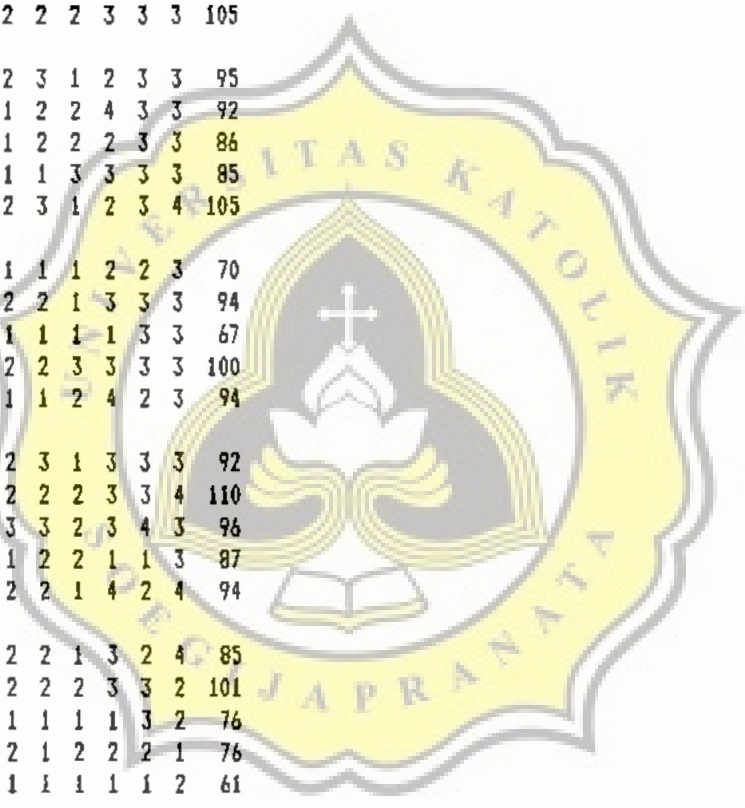 2 2 2 3 3 3 105
2 3 1 2 3 3 95
1 2 2 4 3 3 92
1 2 2 2 3 3 86
1 1 3 3 3 3 85
2 3 1 2 3 4 105
1 1 1 2 2 3 70
2 2 1 3 3 3 94
1 1 1 1 3 3 67
2 2 3 3 3 3 100
1 1 2 4 2 3 94
2 3 1 3 3 3 92
2 2 2 3 3 4 110
3 3 2 3 4 3 96
1 2 2 1 1 3 87
2 2 1 4 2 4 94
2 2 1 3 2 4 85
2 2 2 3 3 2 101
1 1 1 1 3 2 76
2 1 2 2 2 1 76
1 1 1 1 1 2 61
UNIVERSITAS KATOLIK
SOEGIJAPRANATA